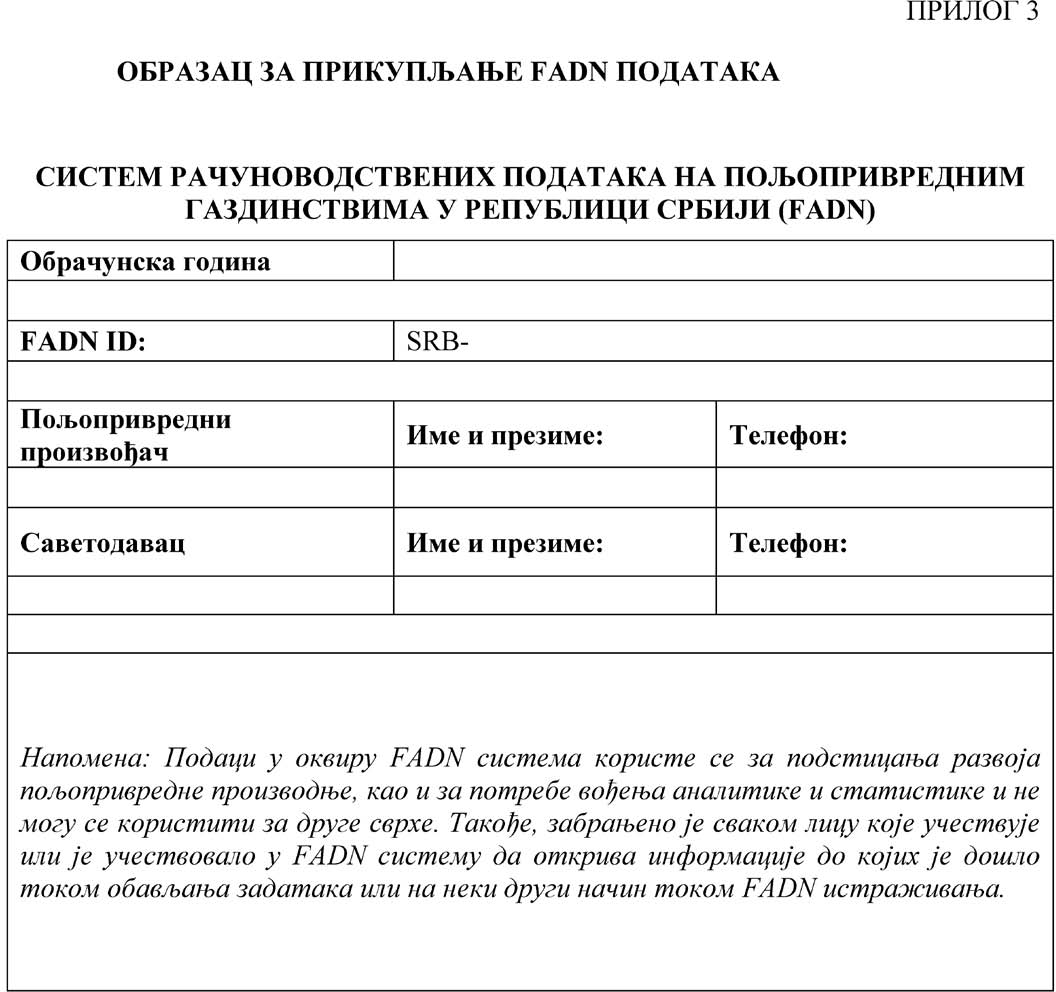 ПРИЛОГ 3
ОБРАЗАЦ ЗА ПРИКУПЉАЊЕ FADN ПОДАТАКА
СИСТЕМ РАЧУНОВОДСТВЕНИХ ПОДАТАКА НА ПОЉОПРИВРЕДНИМ
ГАЗДИНСТВИМА У РЕПУБЛИЦИ СРБИЈИ (FADN)
Обрачунска година
FADN ID: SRB-
Пољопривредни
произвођач
Име и презиме: Телефон:
Саветодавац Име и презиме: Телефон:
Напомена: Подаци у оквиру FADN система користе се за подстицања развоја
пољопривредне производње, као и за потребе вођења аналитике и статистике и не
могу се користити за друге сврхе. Такође, забрањено је сваком лицу које учествује
или је учествовало у FADN систему да открива информације до којих је дошло
током обављања задатака или на неки други начин током FADN истраживања.